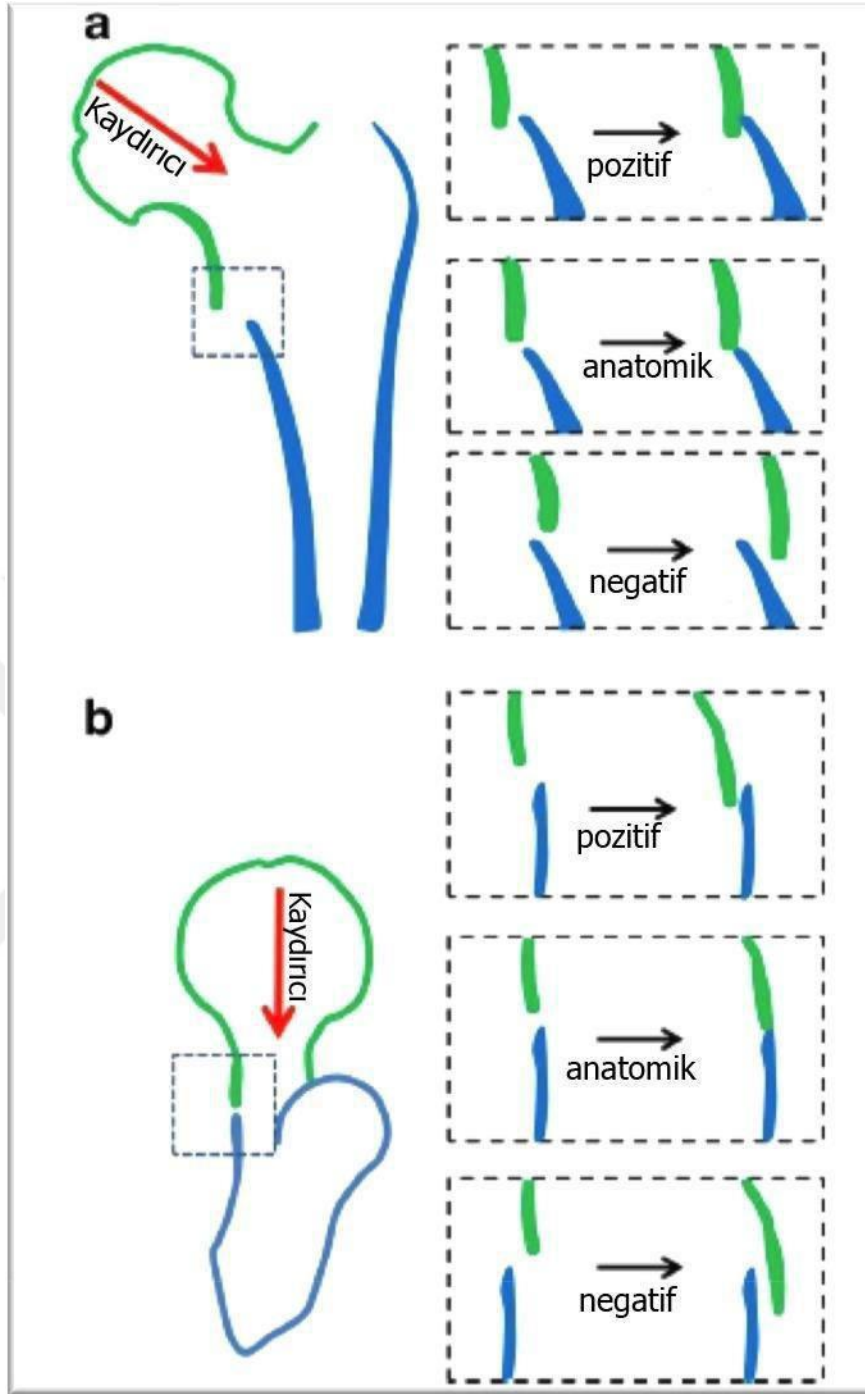 a
Kaydırıcı
pozitif
anatomik
negatif
b
Kaydırıcı
pozitif
anatomik
negatif